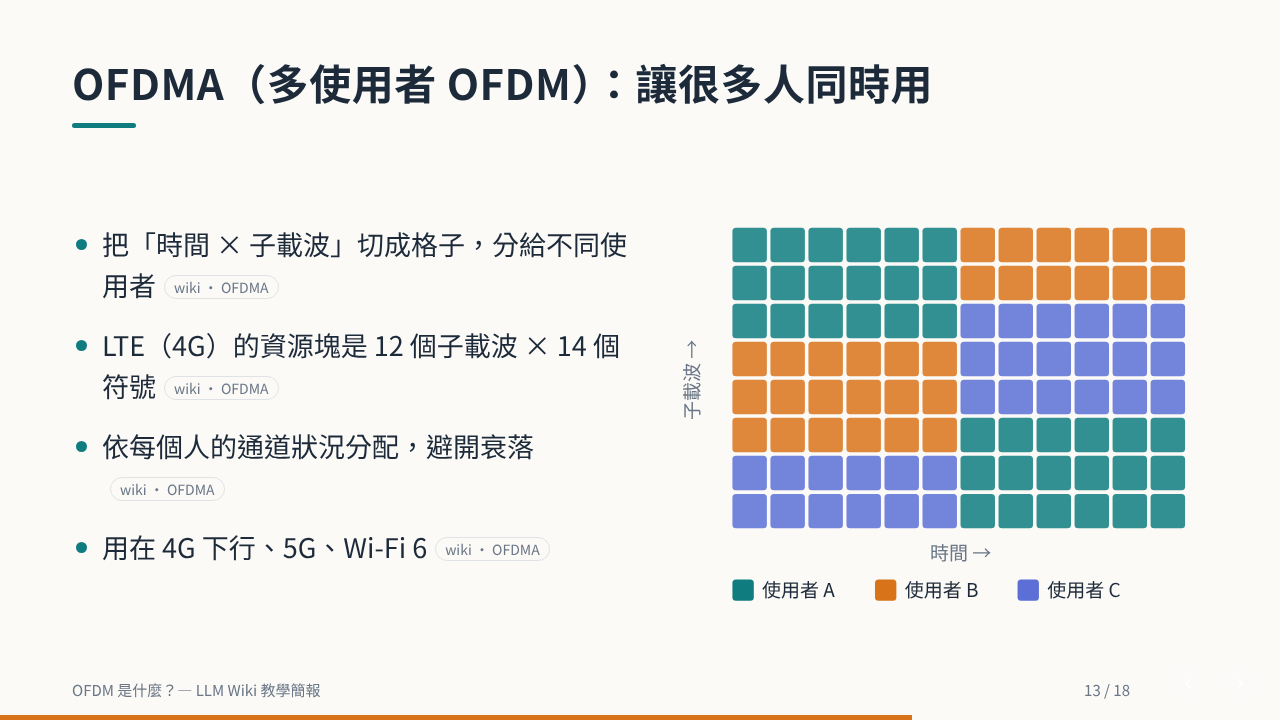 OFDMA（多使用者 OFDM）：讓很多人同時用
把「時間 × 子載波」切成格子，分給不同使
用者 wiki · OFDMA
LTE（4G）的資源塊是 12 個子載波 × 14 個
符號 wiki · OFDMA
依每個人的通道狀況分配，避開衰落
wiki · OFDMA
用在 4G 下行、5G、Wi-Fi 6 wiki · OFDMA
子載波 →
時間 →
使用者 A
使用者 B
使用者 C
OFDM 是什麼？— LLM Wiki 教學簡報
13 / 18